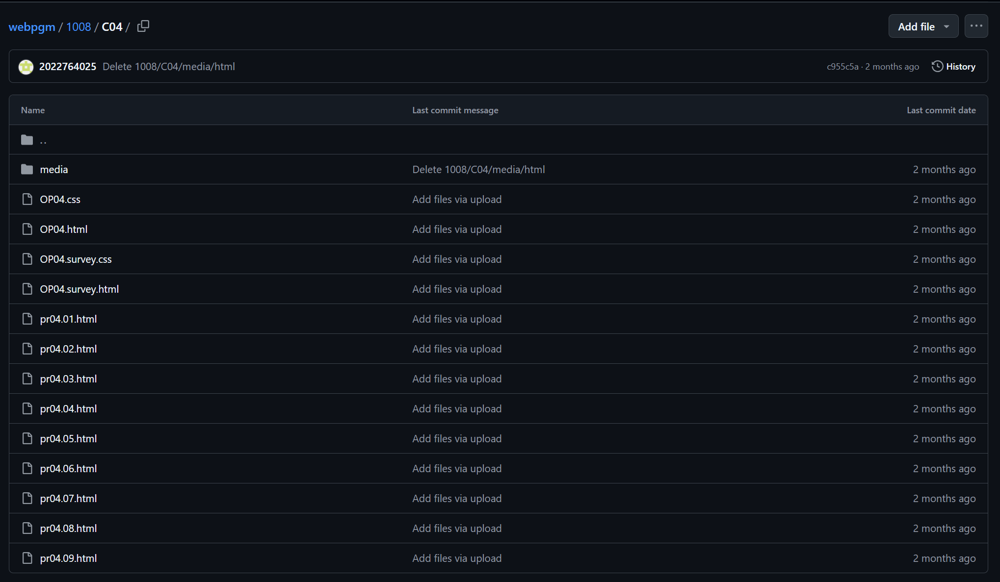 webpgm / 1008 / C04 /
Add file
2022764025 Delete 1008/C04/media/html
c955c5a · 2 months ago
History
Name Last commit message Last commit date
..
media Delete 1008/C04/media/html 2 months ago
OP04.css Add files via upload 2 months ago
OP04.html Add files via upload 2 months ago
OP04.survey.css Add files via upload 2 months ago
OP04.survey.html Add files via upload 2 months ago
pr04.01.html Add files via upload 2 months ago
pr04.02.html Add files via upload 2 months ago
pr04.03.html Add files via upload 2 months ago
pr04.04.html Add files via upload 2 months ago
pr04.05.html Add files via upload 2 months ago
pr04.06.html Add files via upload 2 months ago
pr04.07.html Add files via upload 2 months ago
pr04.08.html Add files via upload 2 months ago
pr04.09.html Add files via upload 2 months ago